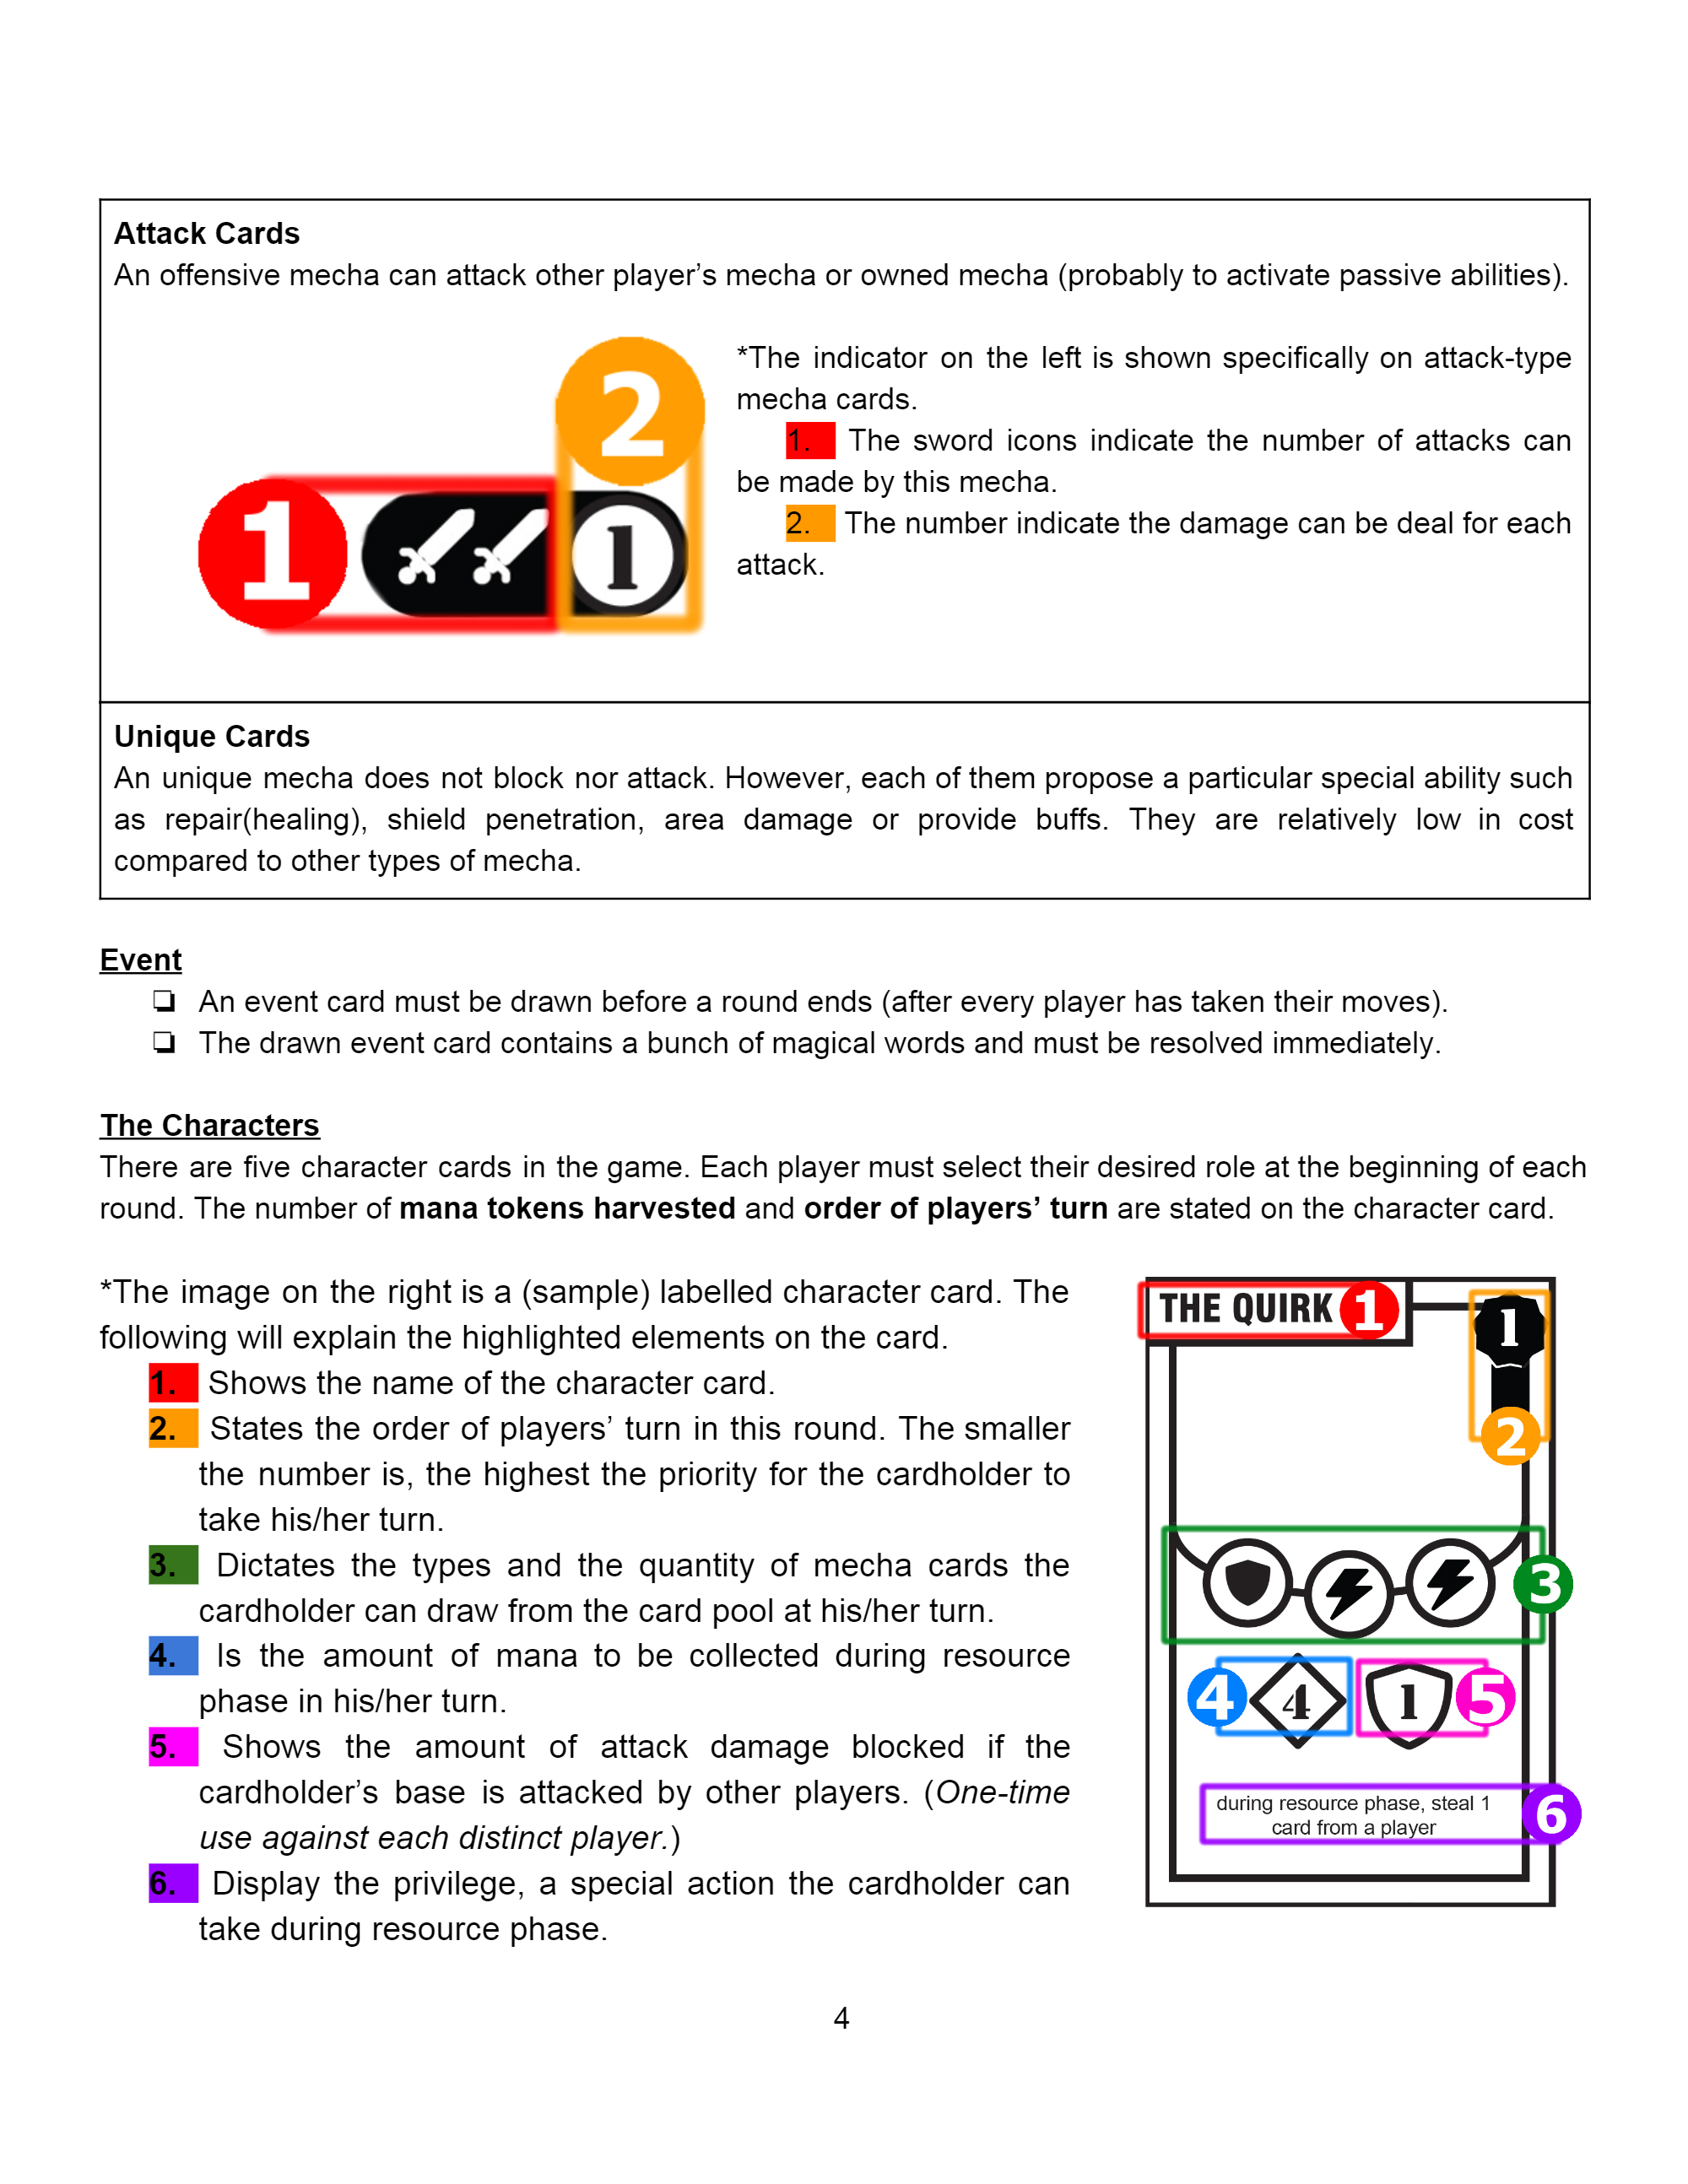 Attack Cards
An offensive mecha can attack other player’s mecha or owned mecha (probably to activate passive abilities).
2
1
1
*The indicator on the left is shown specifically on attack-type
mecha cards.
1. The sword icons indicate the number of attacks can
be made by this mecha.
2. The number indicate the damage can be deal for each
attack.
Unique Cards
An unique mecha does not block nor attack. However, each of them propose a particular special ability such
as repair(healing), shield penetration, area damage or provide buffs. They are relatively low in cost
compared to other types of mecha.
Event
❏ An event card must be drawn before a round ends (after every player has taken their moves).
❏ The drawn event card contains a bunch of magical words and must be resolved immediately.
The Characters
There are five character cards in the game. Each player must select their desired role at the beginning of each
round. The number of mana tokens harvested and order of players’ turn are stated on the character card.
*The image on the right is a (sample) labelled character card. The
following will explain the highlighted elements on the card.
1. Shows the name of the character card.
2. States the order of players’ turn in this round. The smaller
the number is, the highest the priority for the cardholder to
take his/her turn.
3. Dictates the types and the quantity of mecha cards the
cardholder can draw from the card pool at his/her turn.
4. Is the amount of mana to be collected during resource
phase in his/her turn.
5. Shows the amount of attack damage blocked if the
cardholder’s base is attacked by other players. (One-time
use against each distinct player.)
6. Display the privilege, a special action the cardholder can
take during resource phase.
THE QUIRK 1
1
2
3
4 4 1 5
during resource phase, steal 1
card from a player
6
4